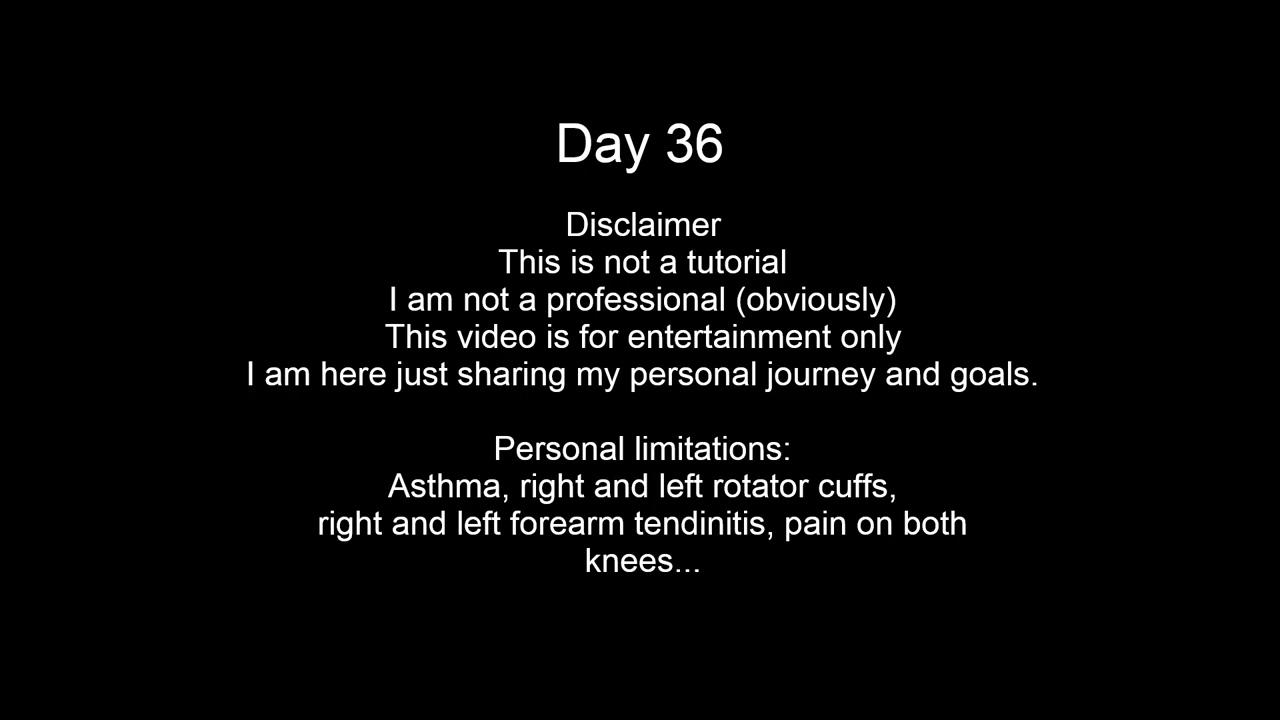 Day 36
Disclaimer
This is not a tutorial
I am not a professional (obviously)
This video is for entertainment only
I am here just sharing my personal journey and goals.
Personal limitations:
Asthma, right and left rotator cuffs,
right and left forearm tendinitis, pain on both
knees...